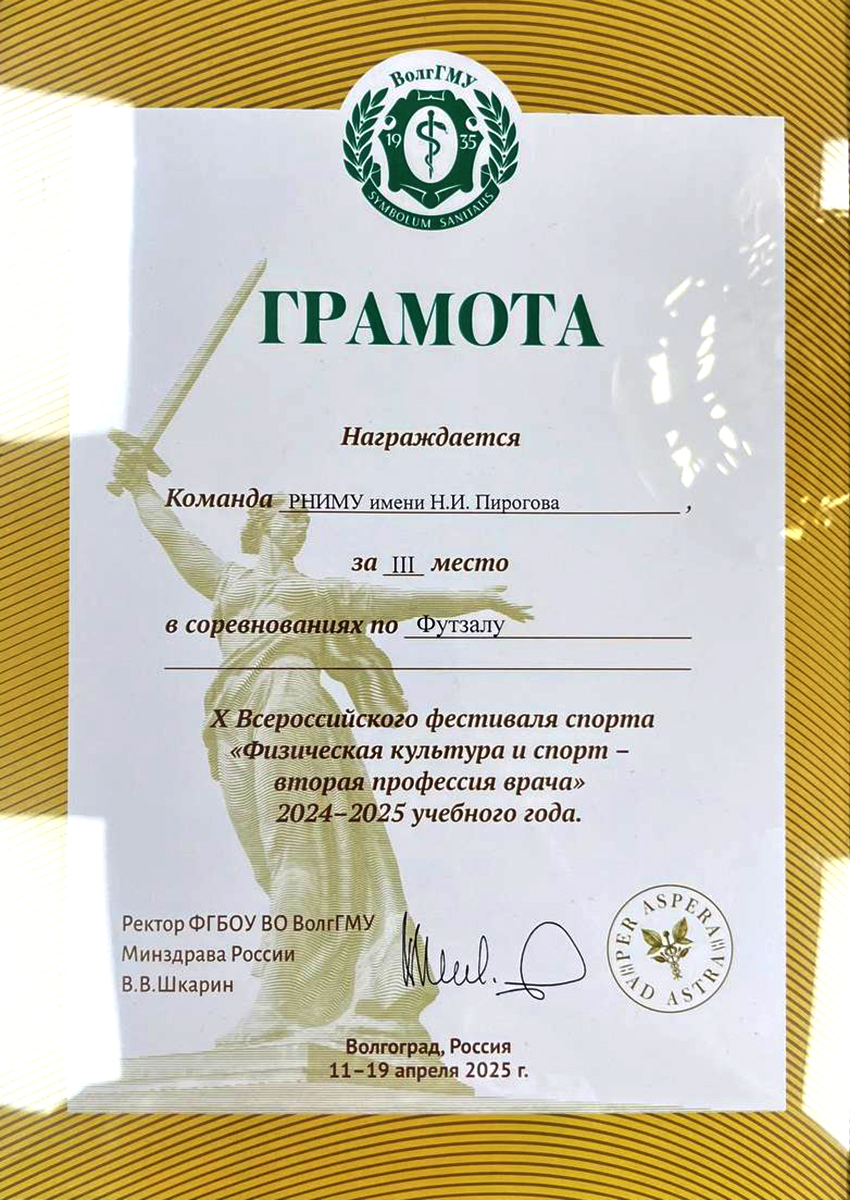 ВолгГМУ
19 35
SYMBOLUM SANITATIS
ГРАМОТА
Награждается
Команда РНИМУ имени Н.И. Пирогова ,
за III место
в соревнованиях по Футзалу
X Всероссийского фестиваля спорта
«Физическая культура и спорт –
вторая профессия врача»
2024–2025 учебного года.
Ректор ФГБОУ ВО ВолгГМУ
Минздрава России
В.В.Шкарин
PER ASPERA
AD ASTRA
Волгоград, Россия
11–19 апреля 2025 г.